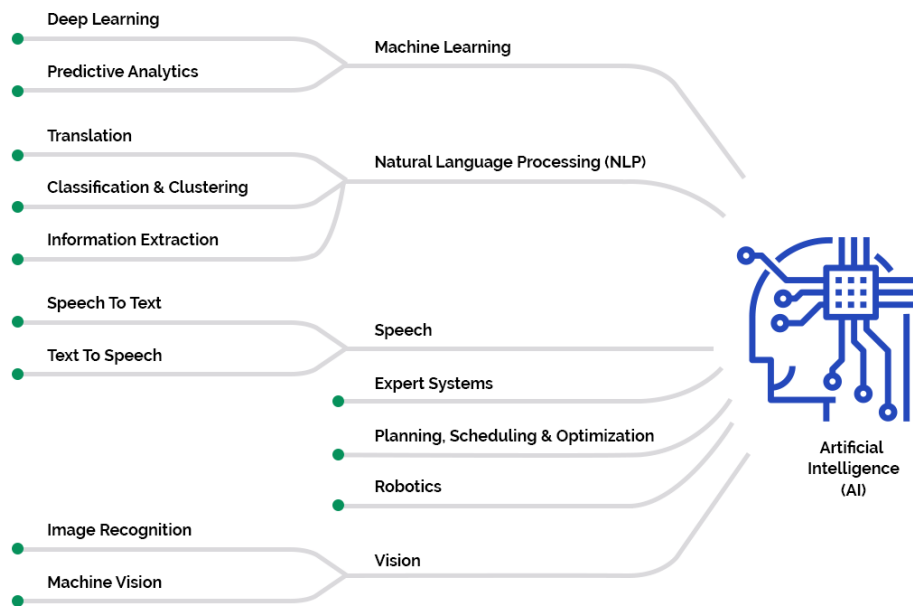 Deep Learning
Machine Learning
Predictive Analytics
Translation
Natural Language Processing (NLP)
Classification & Clustering
Information Extraction
Speech To Text
Speech
Text To Speech
Expert Systems
Planning, Scheduling & Optimization
Robotics
Artificial
Intelligence
(AI)
Image Recognition
Vision
Machine Vision